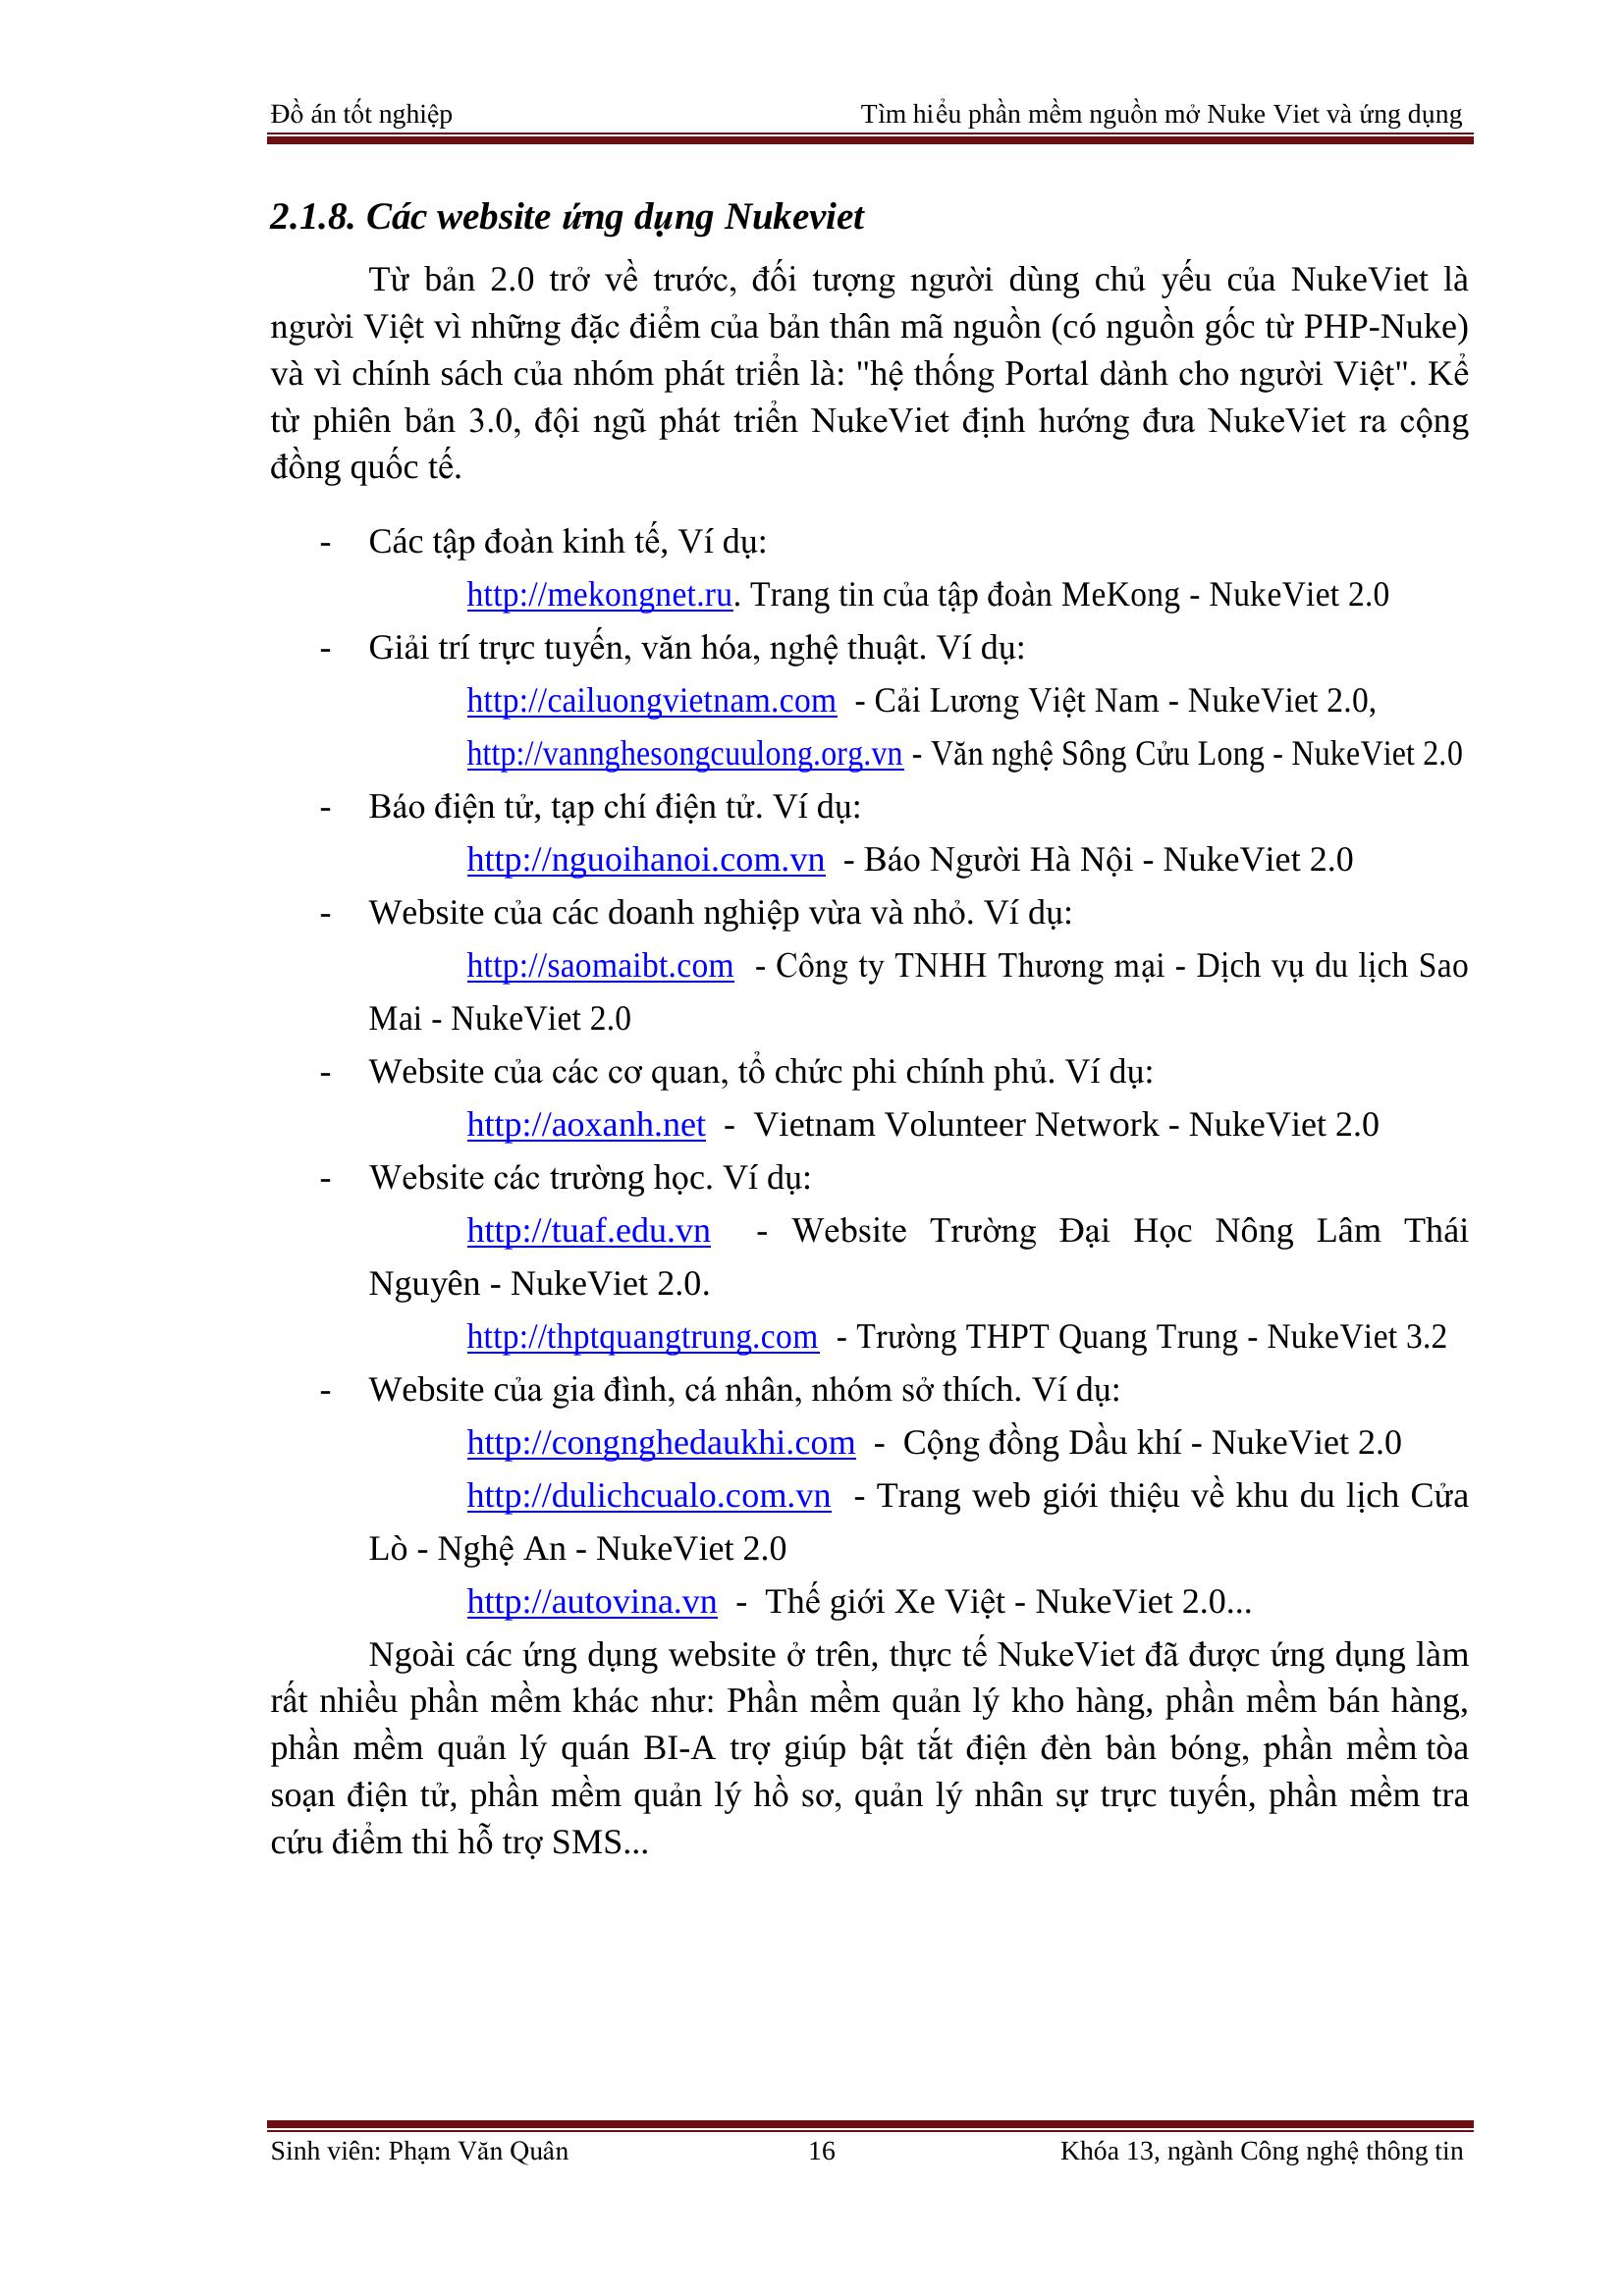 Đồ án tốt nghiệp Tìm hiểu phần mềm nguồn mở Nuke Viet và ứng dụng
2.1.8. Các website ứng dụng Nukeviet
Từ bản 2.0 trở về trước, đối tượng người dùng chủ yếu của NukeViet là
người Việt vì những đặc điểm của bản thân mã nguồn (có nguồn gốc từ PHP-Nuke)
và vì chính sách của nhóm phát triển là: "hệ thống Portal dành cho người Việt". Kể
từ phiên bản 3.0, đội ngũ phát triển NukeViet định hướng đưa NukeViet ra cộng
đồng quốc tế.
- Các tập đoàn kinh tế, Ví dụ:
http://mekongnet.ru. Trang tin của tập đoàn MeKong - NukeViet 2.0
- Giải trí trực tuyến, văn hóa, nghệ thuật. Ví dụ:
http://cailuongvietnam.com - Cải Lương Việt Nam - NukeViet 2.0,
http://vannghesongcuulong.org.vn - Văn nghệ Sông Cửu Long - NukeViet 2.0
- Báo điện tử, tạp chí điện tử. Ví dụ:
http://nguoihanoi.com.vn - Báo Người Hà Nội - NukeViet 2.0
- Website của các doanh nghiệp vừa và nhỏ. Ví dụ:
http://saomaibt.com - Công ty TNHH Thương mại - Dịch vụ du lịch Sao
Mai - NukeViet 2.0
- Website của các cơ quan, tổ chức phi chính phủ. Ví dụ:
http://aoxanh.net - Vietnam Volunteer Network - NukeViet 2.0
- Website các trường học. Ví dụ:
http://tuaf.edu.vn - Website Trường Đại Học Nông Lâm Thái
Nguyên - NukeViet 2.0.
http://thptquangtrung.com - Trường THPT Quang Trung - NukeViet 3.2
- Website của gia đình, cá nhân, nhóm sở thích. Ví dụ:
http://congnghedaukhi.com - Cộng đồng Dầu khí - NukeViet 2.0
http://dulichcualo.com.vn - Trang web giới thiệu về khu du lịch Cửa
Lò - Nghệ An - NukeViet 2.0
http://autovina.vn - Thế giới Xe Việt - NukeViet 2.0...
Ngoài các ứng dụng website ở trên, thực tế NukeViet đã được ứng dụng làm
rất nhiều phần mềm khác như: Phần mềm quản lý kho hàng, phần mềm bán hàng,
phần mềm quản lý quán BI-A trợ giúp bật tắt điện đèn bàn bóng, phần mềm tòa
soạn điện tử, phần mềm quản lý hồ sơ, quản lý nhân sự trực tuyến, phần mềm tra
cứu điểm thi hỗ trợ SMS...
Sinh viên: Phạm Văn Quân 16 Khóa 13, ngành Công nghệ thông tin